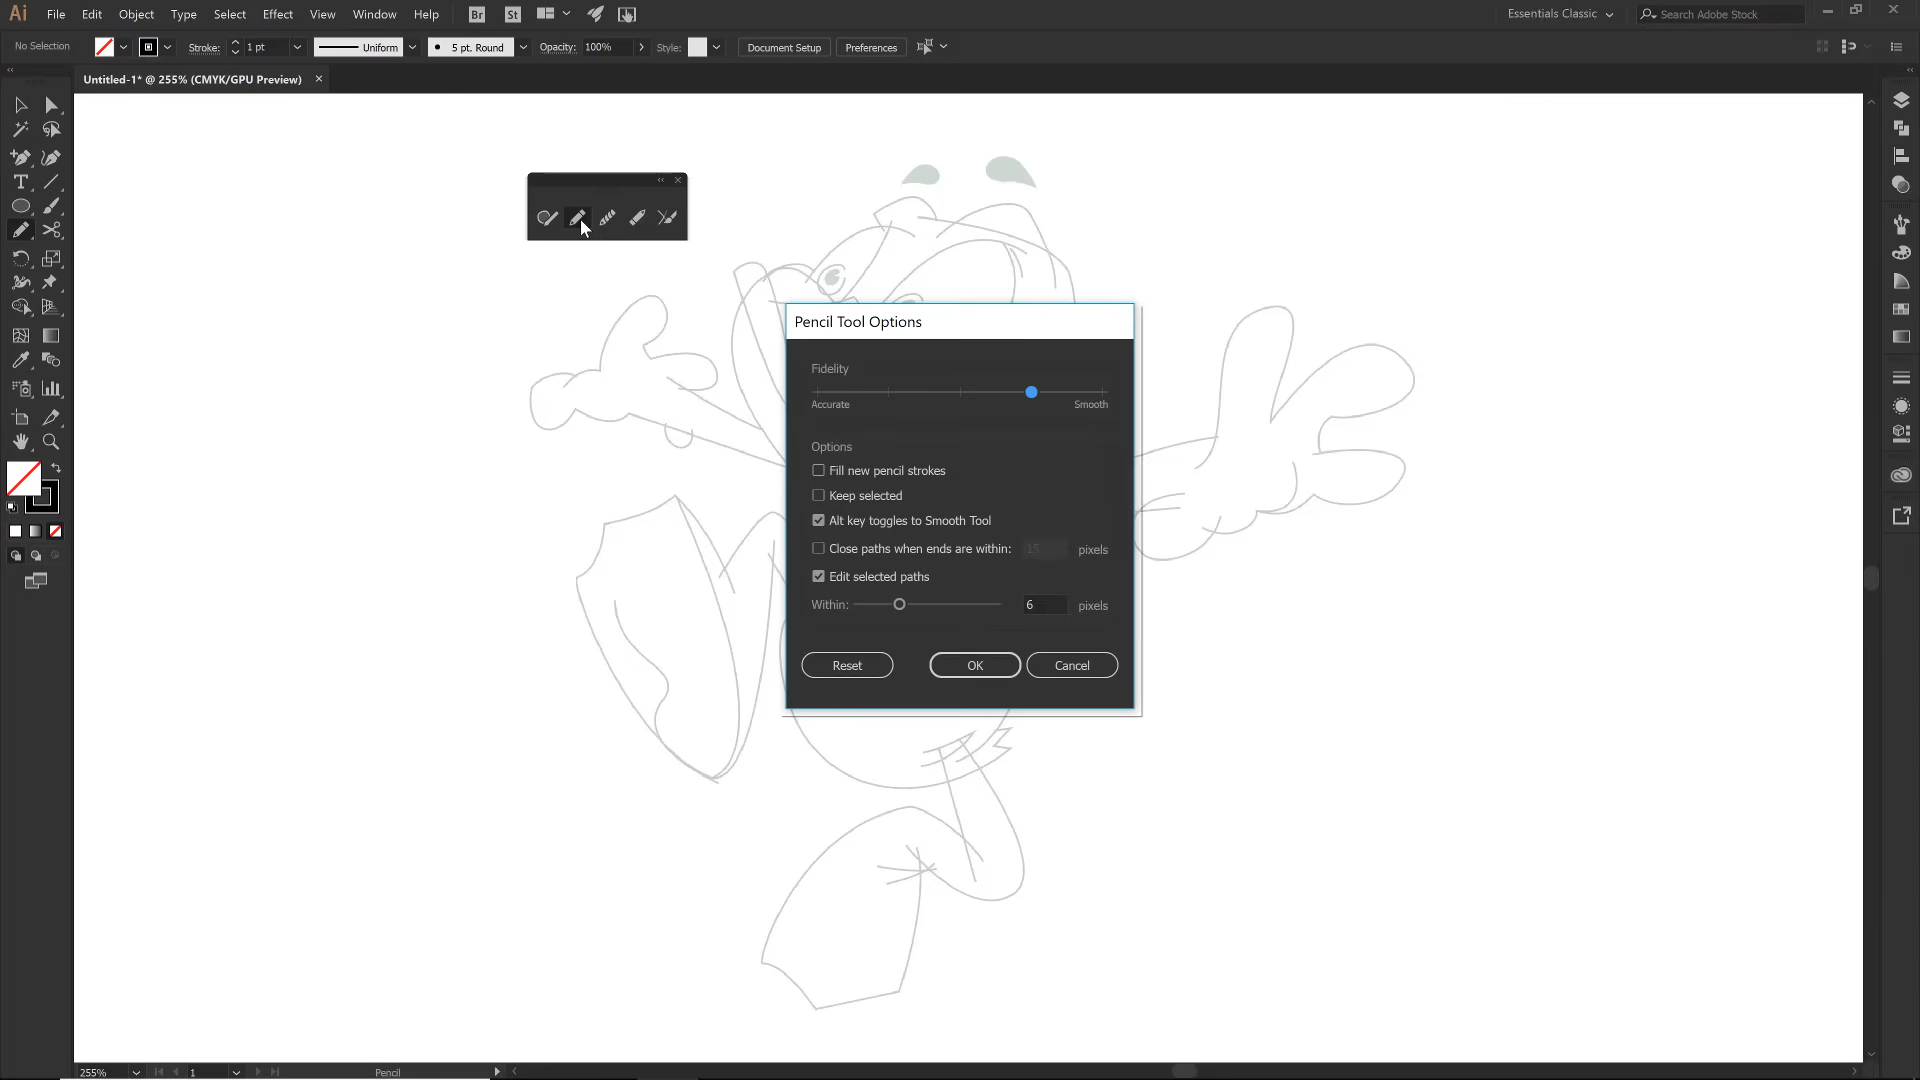 Ai File Edit Object Type Select Effect View Window Help Br St Essentials Classic Search Adobe Stock
No Selection Stroke: 1 pt Uniform 5 pt. Round Opacity: 100% Style: Document Setup Preferences
Untitled-1* @ 255% (CMYK/GPU Preview)
Pencil Tool Options
Fidelity
Accurate Smooth
Options
Fill new pencil strokes
Keep selected
Alt key toggles to Smooth Tool
Close paths when ends are within: 15 pixels
Edit selected paths
Within: 6 pixels
Reset OK Cancel
255% 1 Pencil